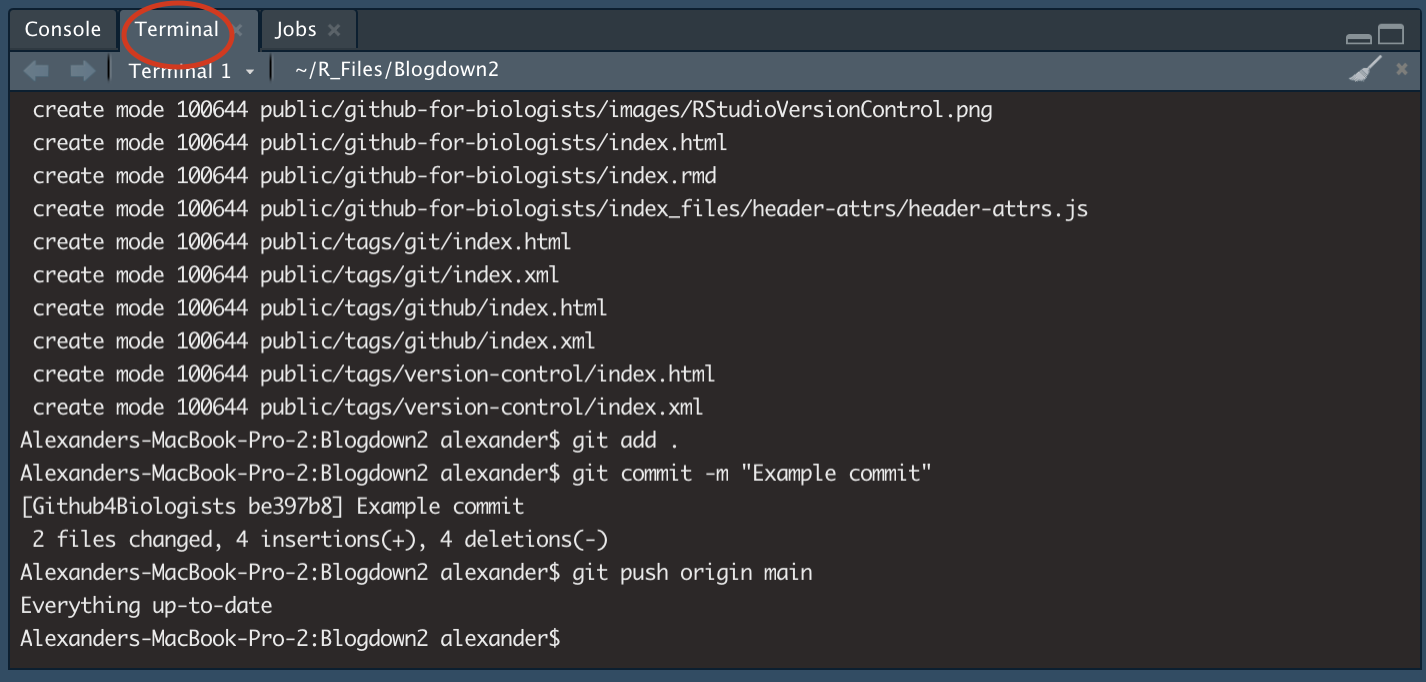 Console Terminal Jobs
Terminal 1 ~/R_Files/Blogdown2
create mode 100644 public/github-for-biologists/images/RStudioVersionControl.png
create mode 100644 public/github-for-biologists/index.html
create mode 100644 public/github-for-biologists/index.rmd
create mode 100644 public/github-for-biologists/index_files/header-attrs/header-attrs.js
create mode 100644 public/tags/git/index.html
create mode 100644 public/tags/git/index.xml
create mode 100644 public/tags/github/index.html
create mode 100644 public/tags/github/index.xml
create mode 100644 public/tags/version-control/index.html
create mode 100644 public/tags/version-control/index.xml
Alexanders-MacBook-Pro-2:Blogdown2 alexander$ git add .
Alexanders-MacBook-Pro-2:Blogdown2 alexander$ git commit -m "Example commit"
[Github4Biologists be397b8] Example commit
2 files changed, 4 insertions(+), 4 deletions(-)
Alexanders-MacBook-Pro-2:Blogdown2 alexander$ git push origin main
Everything up-to-date
Alexanders-MacBook-Pro-2:Blogdown2 alexander$